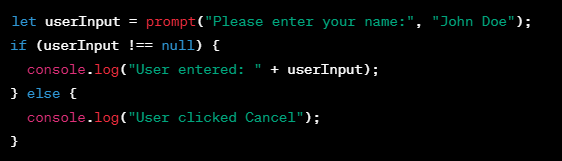 let userInput = prompt("Please enter your name:", "John Doe");
if (userInput !== null) {
  console.log("User entered: " + userInput);
} else {
  console.log("User clicked Cancel");
}